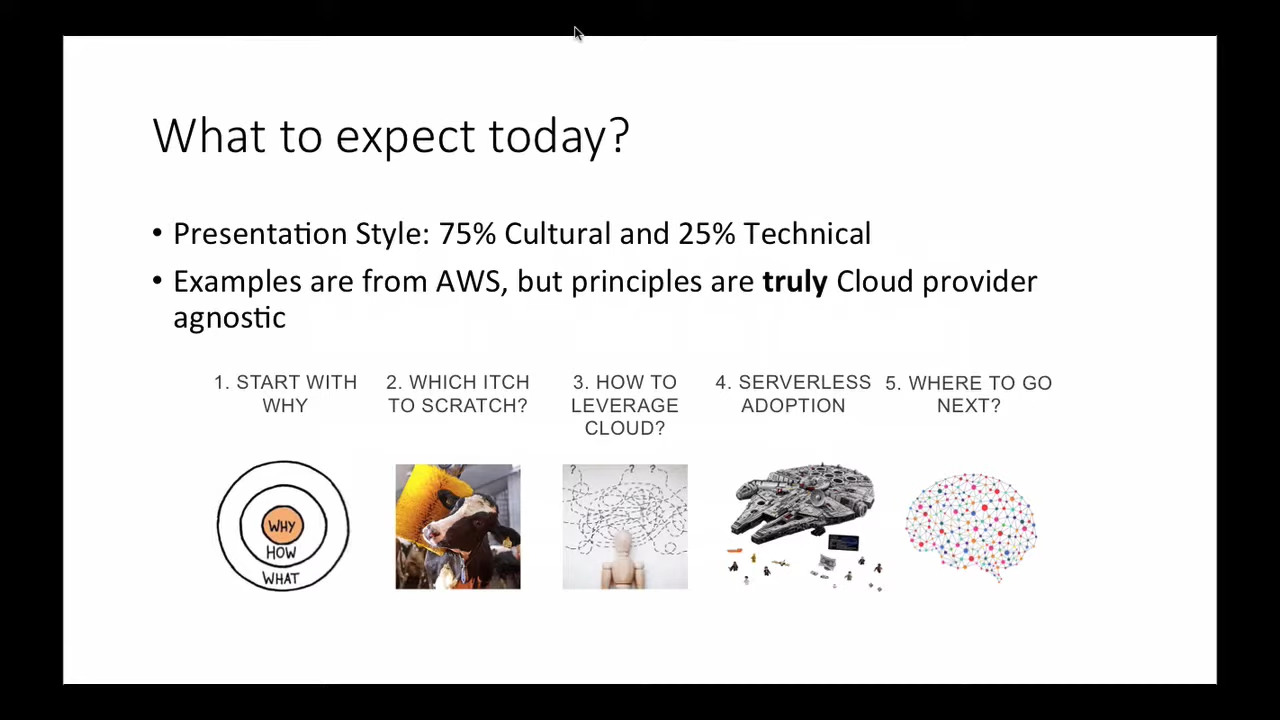 What to expect today?
• Presentation Style: 75% Cultural and 25% Technical
• Examples are from AWS, but principles are truly Cloud provider
agnostic
1. START WITH
WHY
2. WHICH ITCH
TO SCRATCH?
3. HOW TO
LEVERAGE
CLOUD?
4. SERVERLESS
ADOPTION
5. WHERE TO GO
NEXT?
WHY
HOW
WHAT
? ? ?